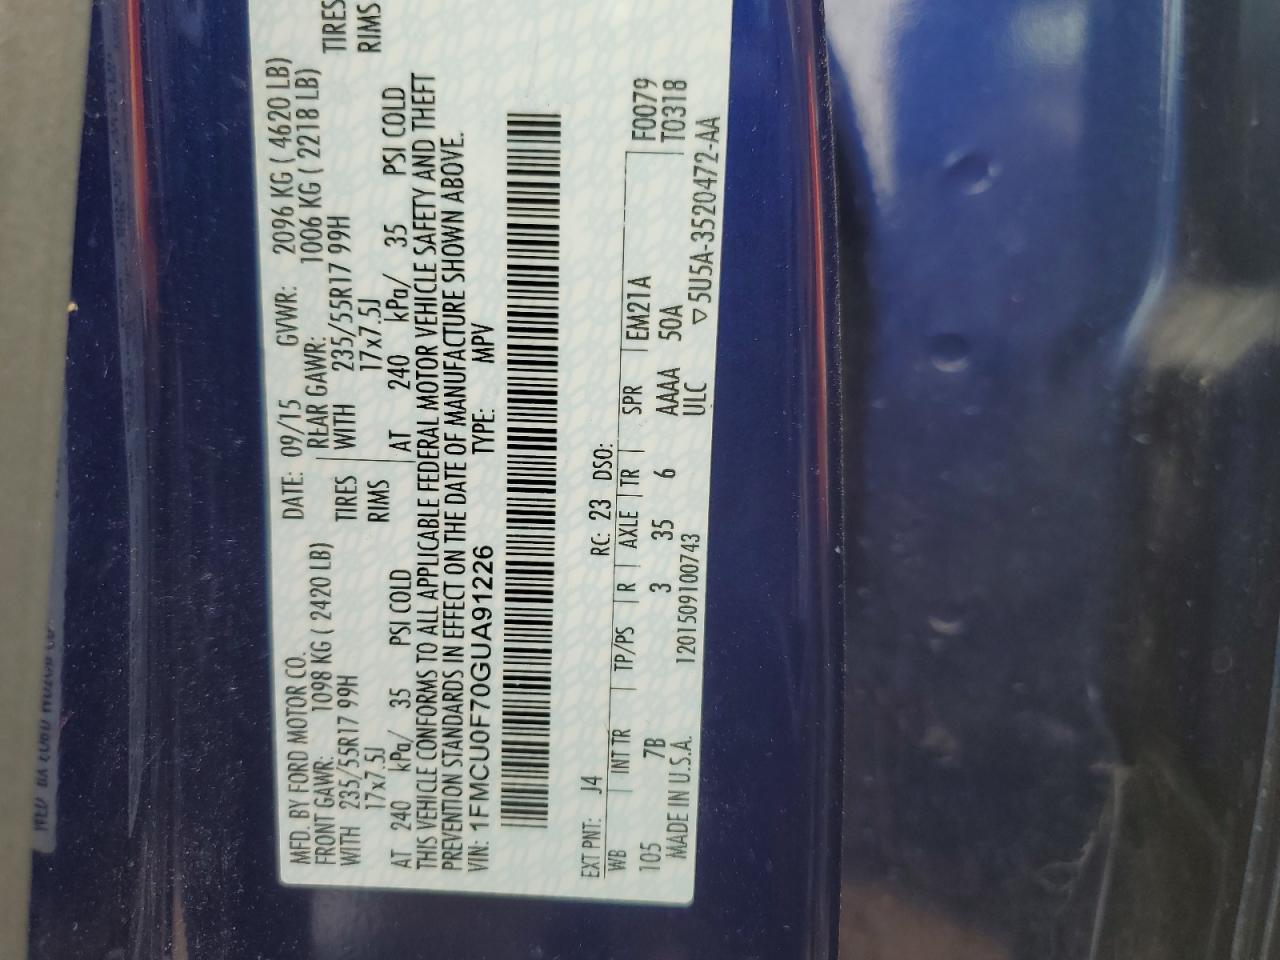 MFD. BY FORD MOTOR CO. DATE: 09/15 GVWR: 2096 KG ( 4620 LB)
FRONT GAWR: 1098 KG ( 2420 LB) REAR GAWR: 1006 KG ( 2218 LB)
WITH 235/55R17 99H TIRES WITH 235/55R17 99H TIRES
17x7.5J RIMS 17x7.5J RIMS
AT 240 kPa/ 35 PSI COLD AT 240 kPa/ 35 PSI COLD
THIS VEHICLE CONFORMS TO ALL APPLICABLE FEDERAL MOTOR VEHICLE SAFETY AND THEFT
PREVENTION STANDARDS IN EFFECT ON THE DATE OF MANUFACTURE SHOWN ABOVE.
VIN: 1FMCU0F70GUA91226 TYPE: MPV
EXT PNT: J4 RC: 23 DSO:
WB INT TR TP/PS R AXLE TR SPR EM21A F0079
105 7B 3 35 6 AAAA 50A T0318
MADE IN U.S.A. 1201509100743 ULC ▽5U5A-3520472-AA